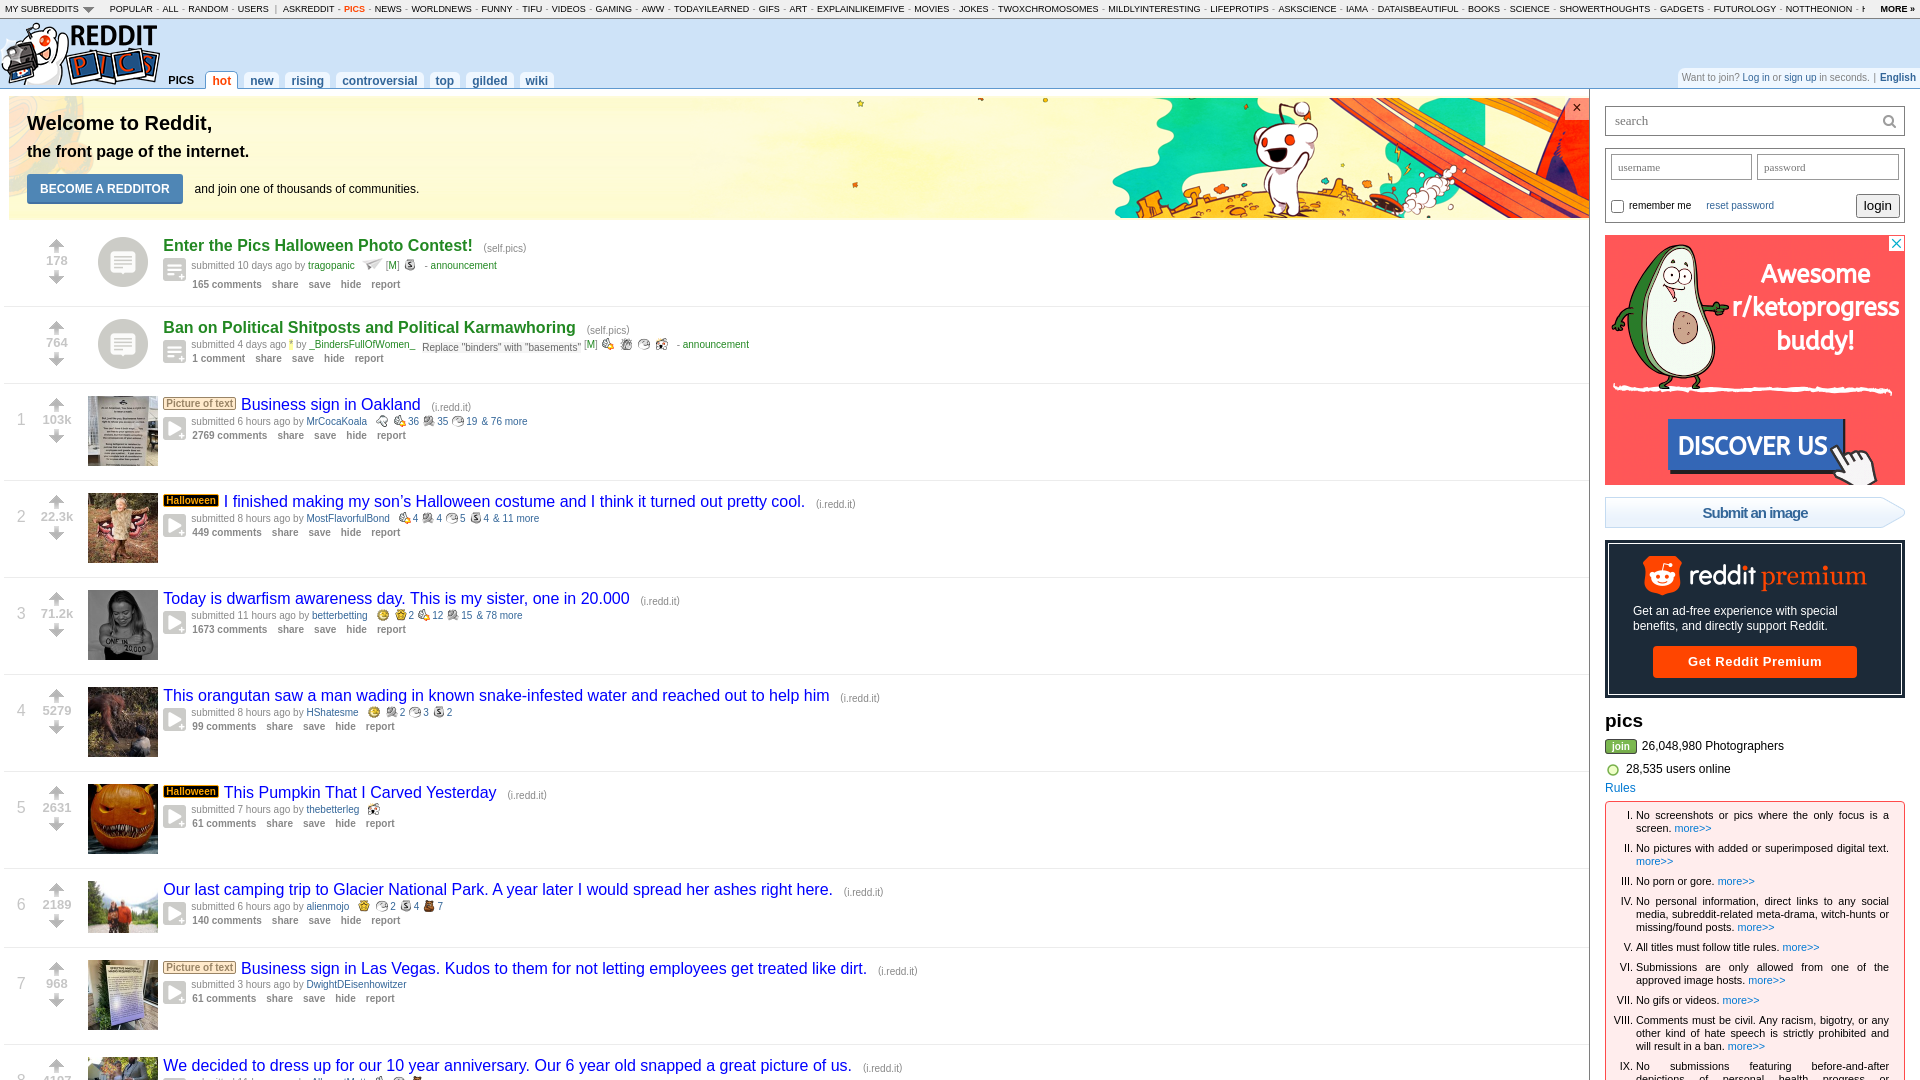 MY SUBREDDITS POPULAR - ALL - RANDOM - USERS | ASKREDDIT - PICS - NEWS - WORLDNEWS - FUNNY - TIFU - VIDEOS - GAMING - AWW - TODAYILEARNED - GIFS - ART - EXPLAINLIKEIMFIVE - MOVIES - JOKES - TWOXCHROMOSOMES - MILDLYINTERESTING - LIFEPROTIPS - ASKSCIENCE - IAMA - DATAISBEAUTIFUL - BOOKS - SCIENCE - SHOWERTHOUGHTS - GADGETS - FUTUROLOGY - NOTTHEONION - MORE »
REDDIT
PICS
PICS hot new rising controversial top gilded wiki
Want to join? Log in or sign up in seconds. | English
Welcome to Reddit,
the front page of the internet.
BECOME A REDDITOR and join one of thousands of communities.
×
178
Enter the Pics Halloween Photo Contest! (self.pics)
submitted 10 days ago by tragopanic [M] - announcement
165 comments share save hide report
764
Ban on Political Shitposts and Political Karmawhoring (self.pics)
submitted 4 days ago * by _BindersFullOfWomen_ Replace "binders" with "basements" [M] - announcement
1 comment share save hide report
1
103k
Picture of text Business sign in Oakland (i.redd.it)
submitted 6 hours ago by MrCocaKoala 36 35 19 & 76 more
2769 comments share save hide report
2
22.3k
Halloween I finished making my son’s Halloween costume and I think it turned out pretty cool. (i.redd.it)
submitted 8 hours ago by MostFlavorfulBond 4 4 5 4 & 11 more
449 comments share save hide report
3
71.2k
ONE IN
20.000
Today is dwarfism awareness day. This is my sister, one in 20.000 (i.redd.it)
submitted 11 hours ago by betterbetting 2 12 15 & 78 more
1673 comments share save hide report
4
5279
This orangutan saw a man wading in known snake-infested water and reached out to help him (i.redd.it)
submitted 8 hours ago by HShatesme 2 3 2
99 comments share save hide report
5
2631
Halloween This Pumpkin That I Carved Yesterday (i.redd.it)
submitted 7 hours ago by thebetterleg
61 comments share save hide report
6
2189
Our last camping trip to Glacier National Park. A year later I would spread her ashes right here. (i.redd.it)
submitted 6 hours ago by alienmojo 2 4 7
140 comments share save hide report
7
968
Picture of text Business sign in Las Vegas. Kudos to them for not letting employees get treated like dirt. (i.redd.it)
submitted 3 hours ago by DwightDEisenhowitzer
61 comments share save hide report
We decided to dress up for our 10 year anniversary. Our 6 year old snapped a great picture of us. (i.redd.it)
search
username password
remember me reset password login
Awesome
r/ketoprogress
buddy!
DISCOVER US
Submit an image
reddit premium
Get an ad-free experience with special
benefits, and directly support Reddit.
Get Reddit Premium
pics
join 26,048,980 Photographers
28,535 users online
Rules
I. No screenshots or pics where the only focus is a
screen. more>>
II. No pictures with added or superimposed digital text.
more>>
III. No porn or gore. more>>
IV. No personal information, direct links to any social
media, subreddit-related meta-drama, witch-hunts or
missing/found posts. more>>
V. All titles must follow title rules. more>>
VI. Submissions are only allowed from one of the
approved image hosts. more>>
VII. No gifs or videos. more>>
VIII. Comments must be civil. Any racism, bigotry, or any
other kind of hate speech is strictly prohibited and
will result in a ban. more>>
IX. No submissions featuring before-and-after
depictions of personal health progress or